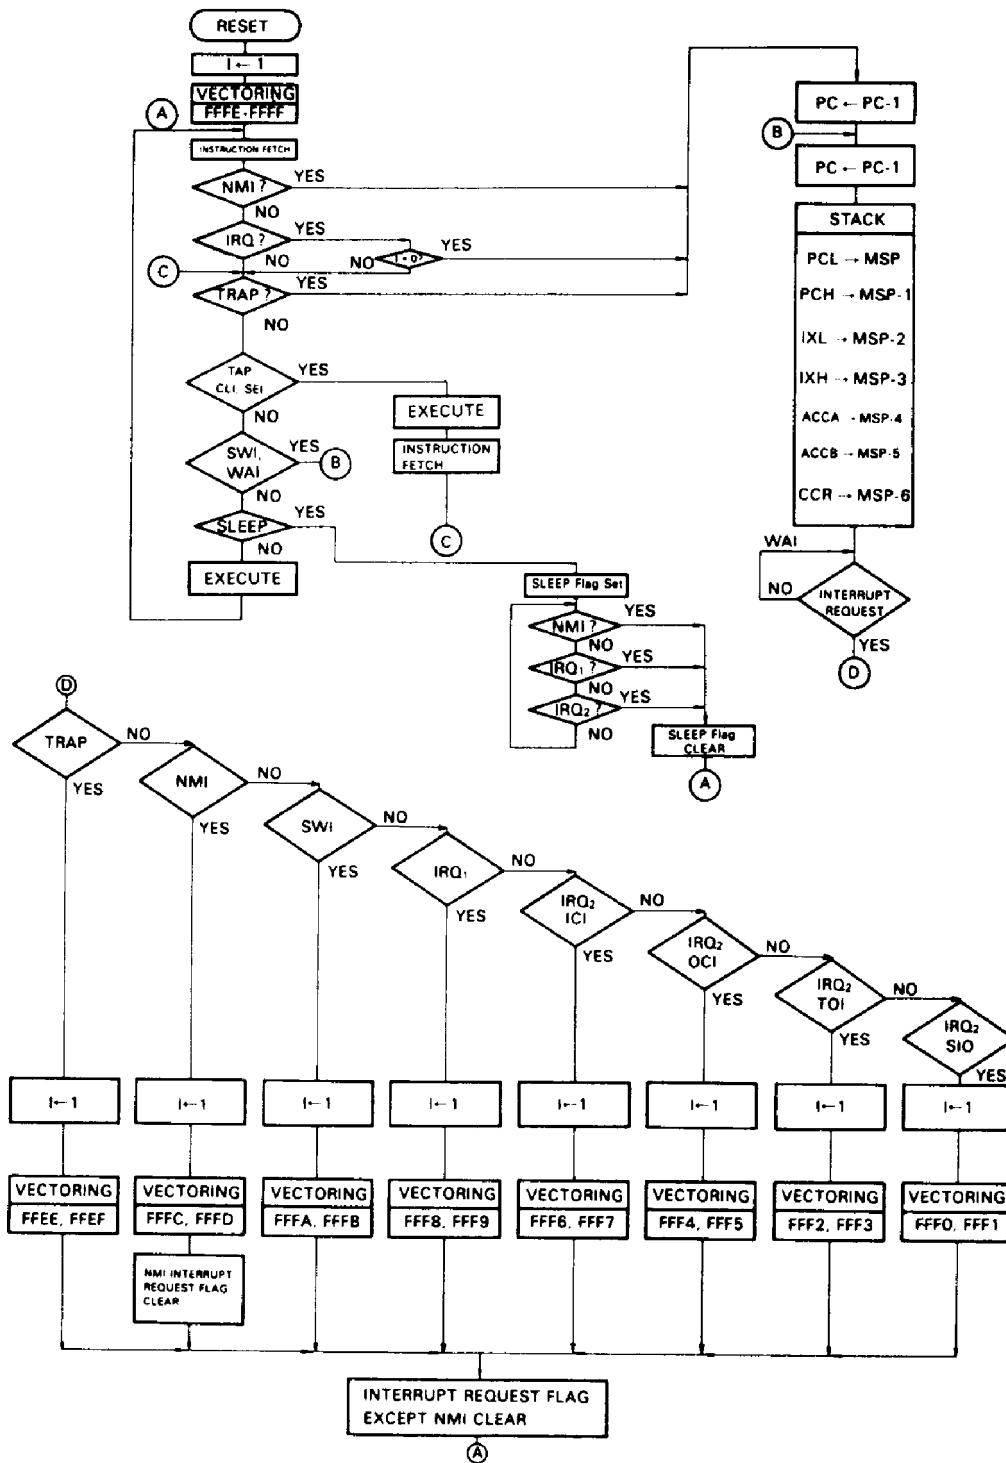 RESET
I ← 1
VECTORING
FFFE - FFFF
A
INSTRUCTION FETCH
NMI ?
YES
NO
IRQ ?
YES
NO
I = 0?
YES
NO
C
TRAP ?
YES
NO
TAP
CLI, SEI
YES
NO
EXECUTE
INSTRUCTION
FETCH
C
SWI,
WAI
YES
B
NO
SLEEP
YES
NO
EXECUTE
PC ← PC-1
B
PC ← PC-1
STACK
PCL → MSP
PCH → MSP-1
IXL → MSP-2
IXH → MSP-3
ACCA - MSP-4
ACCB → MSP-5
CCR → MSP-6
WAI
NO
INTERRUPT
REQUEST
YES
D
SLEEP Flag Set
NMI ?
YES
NO
IRQ₁ ?
YES
NO
IRQ₂ ?
YES
NO
SLEEP Flag
CLEAR
A
D
TRAP
NO
YES
NMI
NO
YES
SWI
NO
YES
IRQ₁
NO
YES
IRQ₂
ICI
NO
YES
IRQ₂
OCI
NO
YES
IRQ₂
TOI
NO
YES
IRQ₂
SIO
YES
I←1
I←1
I←1
I←1
I←1
I←1
I←1
I←1
VECTORING
FFEE, FFEF
VECTORING
FFFC, FFFD
VECTORING
FFFA, FFFB
VECTORING
FFF8, FFF9
VECTORING
FFF6, FFF7
VECTORING
FFF4, FFF5
VECTORING
FFF2, FFF3
VECTORING
FFF0, FFF1
NMI INTERRUPT
REQUEST FLAG
CLEAR
INTERRUPT REQUEST FLAG
EXCEPT NMI CLEAR
A